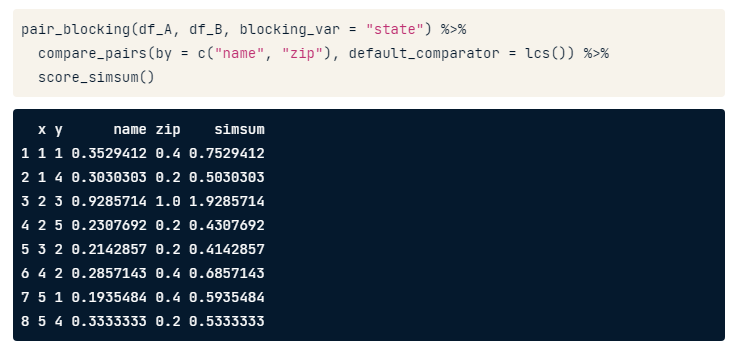 pair_blocking(df_A, df_B, blocking_var = "state") %>%
  compare_pairs(by = c("name", "zip"), default_comparator = lcs()) %>%
  score_simsum()
  x y      name zip    simsum
1 1 1 0.3529412 0.4 0.7529412
2 1 4 0.3030303 0.2 0.5030303
3 2 3 0.9285714 1.0 1.9285714
4 2 5 0.2307692 0.2 0.4307692
5 3 2 0.2142857 0.2 0.4142857
6 4 2 0.2857143 0.4 0.6857143
7 5 1 0.1935484 0.4 0.5935484
8 5 4 0.3333333 0.2 0.5333333